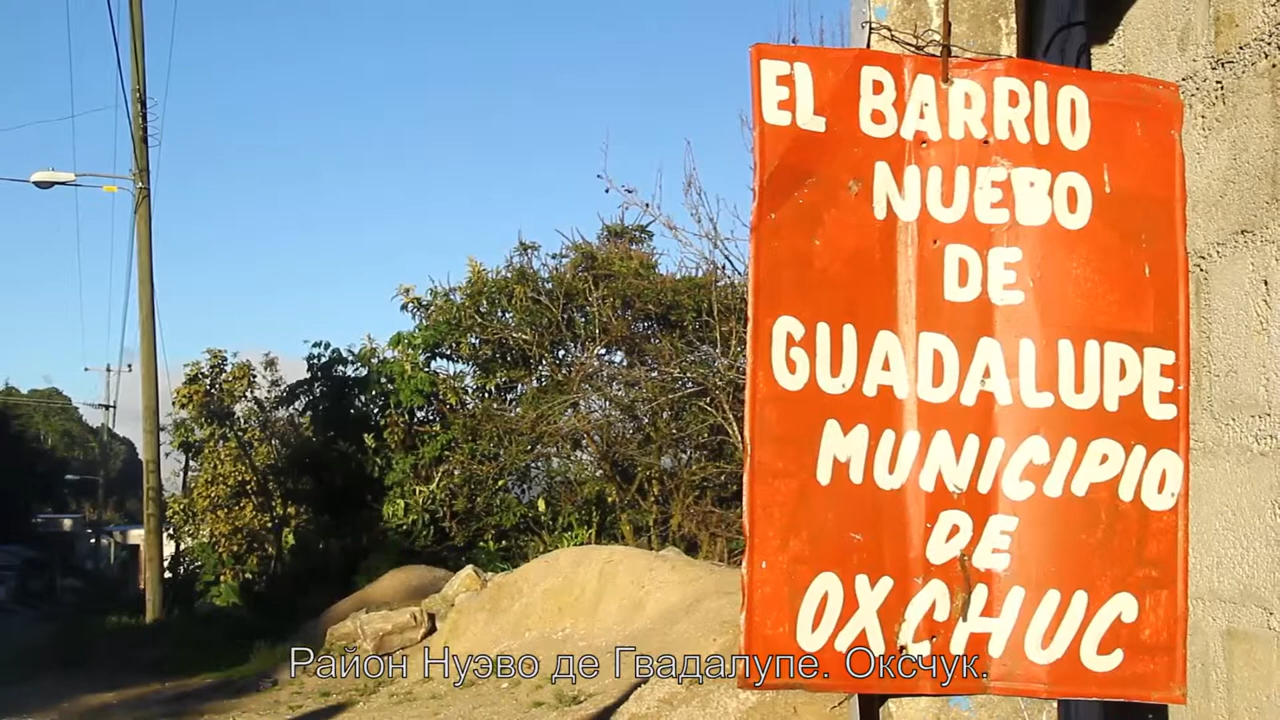 EL BARRIO
NUEBO
DE
GUADALUPE
MUNICIPIO
DE
OXCHUC
Район Нуэво де Гвадалупе. Оксчук.